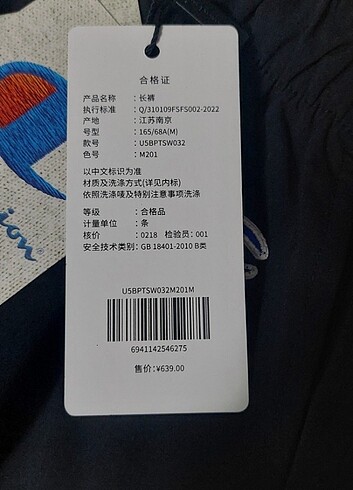 合格证
产品名称 : 长裤
执行标准 : Q/310109FSFS002-2022
产地 : 江苏南京
号型 : 165/68A(M)
款号 : U5BPTSW032
色号 : M201
以中文标识为准
材质及洗涤方式(详见内标)
依照洗涤唛及特别注意事项洗涤
等级 : 合格品
计量单位 : 条
核价 : 0218 检验员: 001
安全技术类别: GB 18401-2010 B类
U5BPTSW032M201M
6941142546275
售价:¥639.00
ion